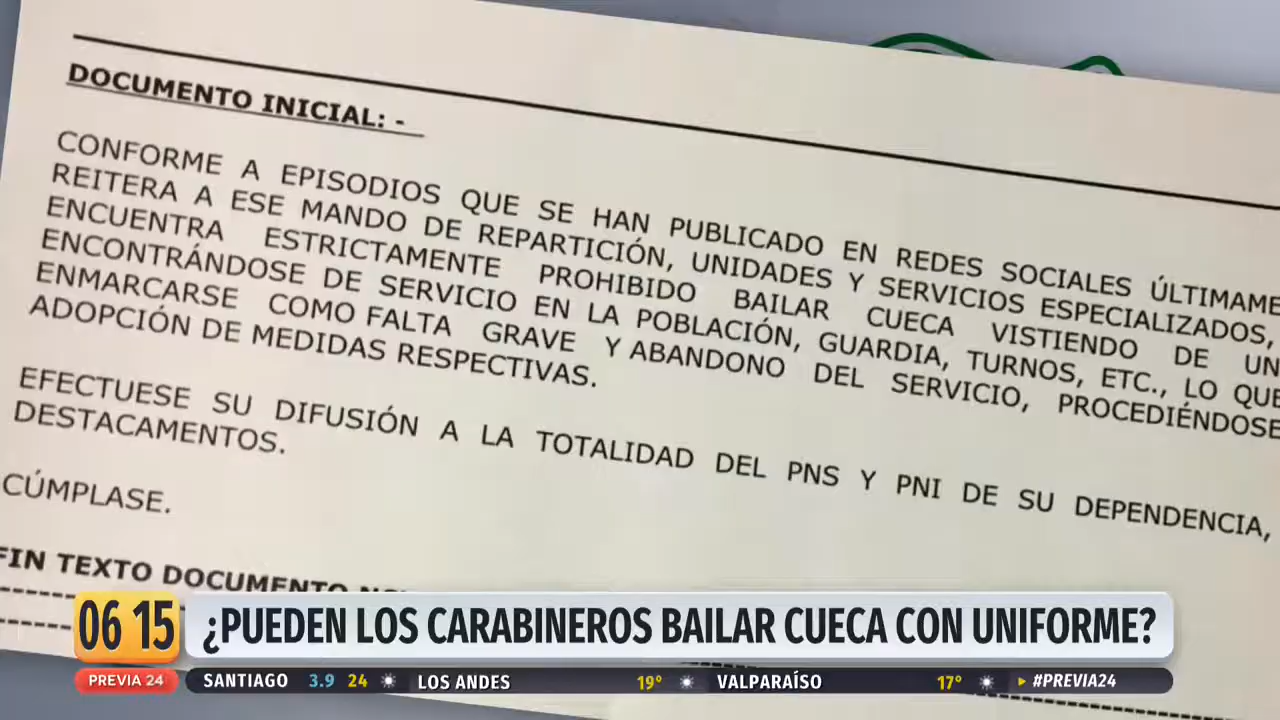 DOCUMENTO INICIAL: -
CONFORME A EPISODIOS QUE SE HAN PUBLICADO EN REDES SOCIALES
REITERA A ESE MANDO DE REPARTICIÓN, UNIDADES Y SERVICIOS ESPECIALIZADOS,
ENCUENTRA ESTRICTAMENTE PROHIBIDO BAILAR CUECA VISTIENDO DE
ENCONTRÁNDOSE DE SERVICIO EN LA POBLACIÓN, GUARDIA, TURNOS, ETC., LO QUE
ENMARCARSE COMO FALTA GRAVE Y ABANDONO DEL SERVICIO, PROCEDIÉNDOSE
ADOPCIÓN DE MEDIDAS RESPECTIVAS.
EFECTUESE SU DIFUSIÓN A LA TOTALIDAD DEL PNS Y PNI DE SU DEPENDENCIA,
DESTACAMENTOS.
CÚMPLASE.
FIN TEXTO DOCUMENTO
06 15 ¿PUEDEN LOS CARABINEROS BAILAR CUECA CON UNIFORME?
PREVIA 24 SANTIAGO 3.9 24 LOS ANDES 19° VALPARAÍSO 17° #PREVIA24